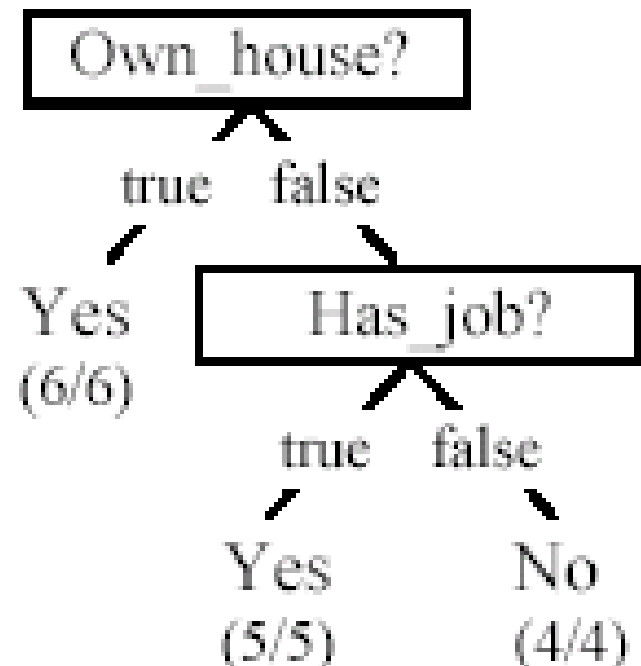 Own_house?
true false
Yes
(6/6)
Has_job?
true false
Yes No
(5/5) (4/4)